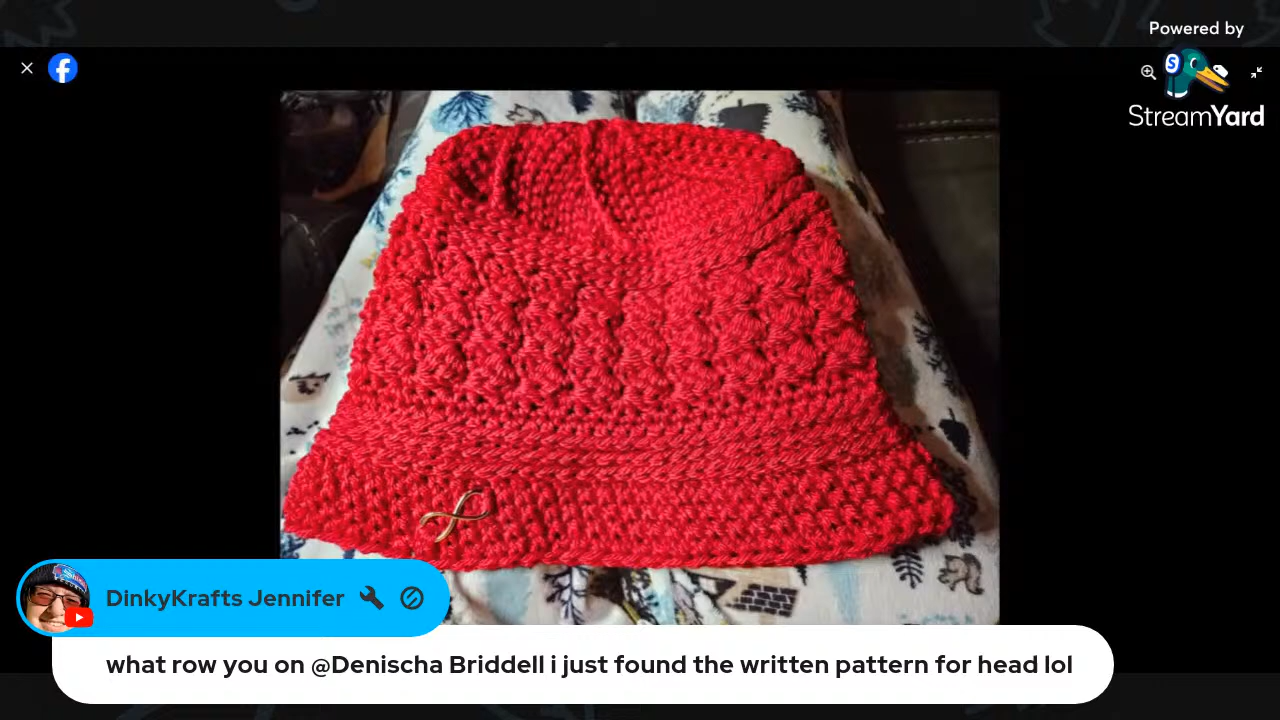 Powered by
StreamYard
DinkyKrafts Jennifer
what row you on @Denischa Briddell i just found the written pattern for head lol